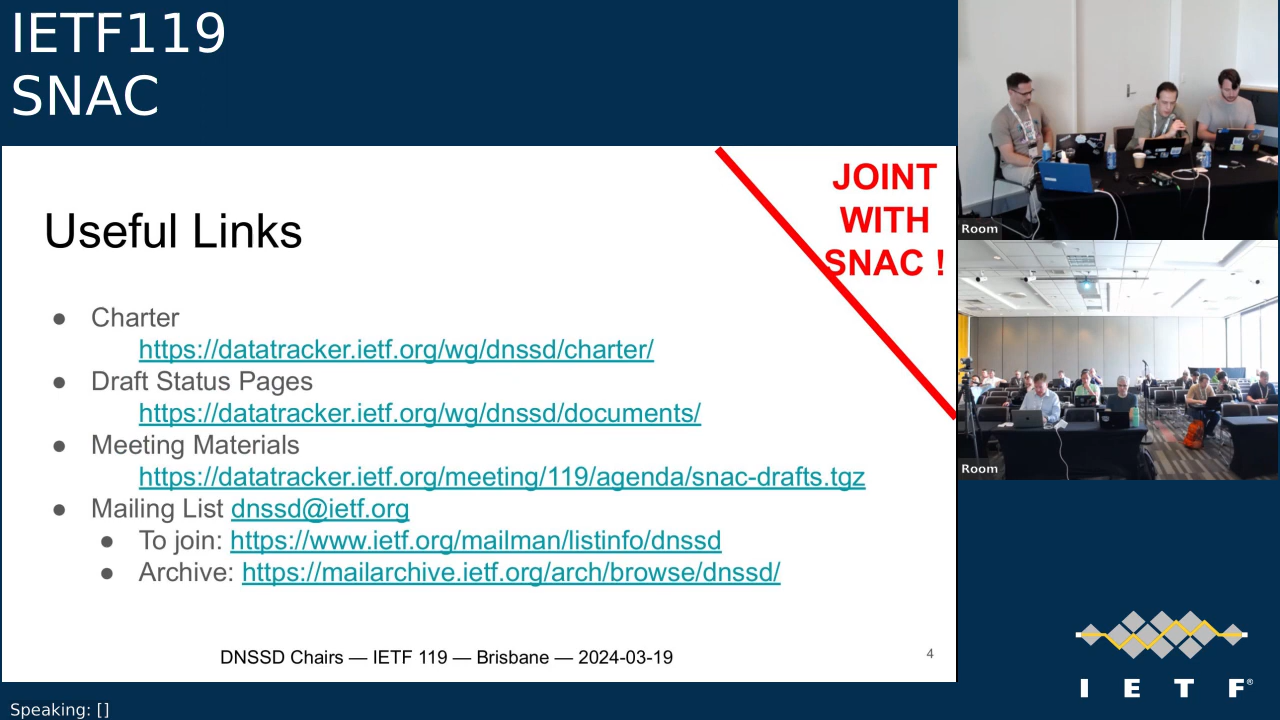 IETF119
SNAC
JOINT
WITH
SNAC !
Useful Links
● Charter
https://datatracker.ietf.org/wg/dnssd/charter/
● Draft Status Pages
https://datatracker.ietf.org/wg/dnssd/documents/
● Meeting Materials
https://datatracker.ietf.org/meeting/119/agenda/snac-drafts.tgz
● Mailing List dnssd@ietf.org
● To join: https://www.ietf.org/mailman/listinfo/dnssd
● Archive: https://mailarchive.ietf.org/arch/browse/dnssd/
DNSSD Chairs — IETF 119 — Brisbane — 2024-03-19
4
Room
Room
I E T F®
Speaking: []